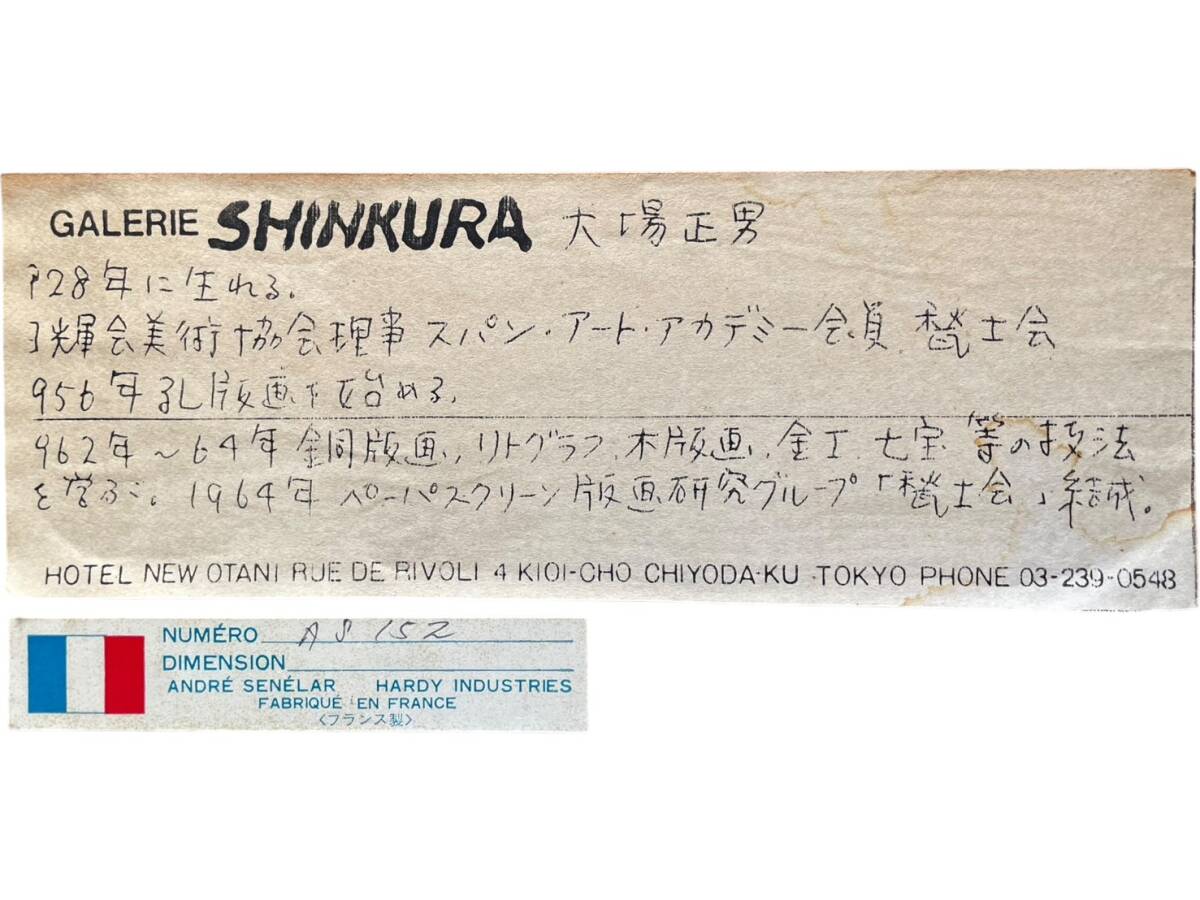 GALERIE SHINKURA 大場正男
928年に生れる。
輝会美術協会理事 スパン・アート・アカデミー会員 甃士会
956年孔版画を始める。
962年～64年 銅版画、リトグラフ、木版画、金工 七宝 等の技法
を学ぶ。1964年 ペーパスクリーン版画研究グループ「甃士会」結成。
HOTEL NEW OTANI RUE DE RIVOLI 4 KIOI-CHO CHIYODA-KU TOKYO PHONE 03-239-0548
NUMÉRO AS 152
DIMENSION
ANDRÉ SENÉLAR HARDY INDUSTRIES
FABRIQUÉ EN FRANCE
〈フランス製〉